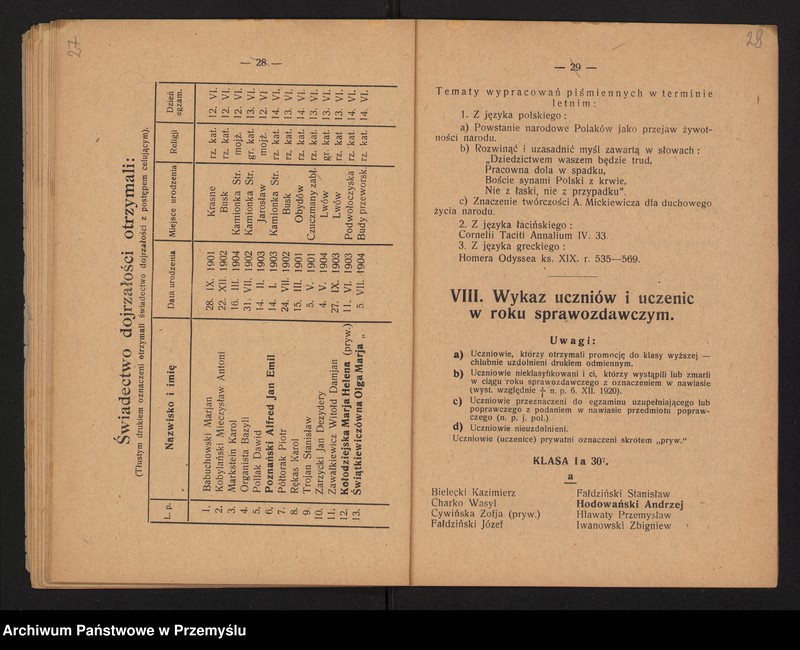 27
— 28 —
Świadectwo dojrzałości otrzymali:
(Tłustym drukiem oznaczeni otrzymali świadectwo dojrzałości z postępem celującym).
L. p. Nazwisko i imię Data urodzenia Miejsce urodzenia Religji Dzień egzam.
1. Babuchowski Marjan 28. IX. 1901 Krasne rz. kat. 12. VI.
2. Kobylański Mieczysław Antoni 22. XII. 1902 Busk rz. kat. 12. VI.
3. Markstein Karol 16. III. 1904 Kamionka Str. mojż. 12. VI.
4. Organista Bazyli 31. VII. 1902 Kamionka Str. gr. kat. 13. VI.
5. Pollak Dawid 14. II. 1903 Jarosław mojż. 12. VI
6. Poznański Alfred Jan Emil 14. I. 1903 Kamionka Str. rz. kat. 14. VI.
7. Półtorak Piotr 24. VII. 1902 Busk rz. kat. 13. VI.
8. Rękas Karol 15. III. 1901 Obydów rz. kat. 14. VI.
9. Trojan Stanisław 5. V. 1901 Czuczmany zabł. rz. kat. 13. VI.
10. Zarzycki Jan Dezydery 4. V. 1904 Lwów gr. kat. 13. VI.
11. Zawałkiewicz Witold Damjan 27. IX. 1903 Lwów rz. kat 13. VI.
12. Kołodziejska Marja Helena (pryw.) 11. VI. 1903 Podwołoczyska rz. kat. 14. VI.
13. Świątkiewiczówna Olga Marja „ 5. VII. 1904 Budy przeworsk. rz. kat. 14. VI.
28
— 29 —
Tematy wypracowań piśmiennych w terminie
letnim:
1. Z języka polskiego:
a) Powstanie narodowe Polaków jako przejaw żywot-
ności narodu.
b) Rozwinąć i uzasadnić myśl zawartą w słowach:
„Dziedzictwem waszem będzie trud,
Pracowna dola w spadku,
Boście synami Polski z krwie,
Nie z łaski, nie z przypadku“.
c) Znaczenie twórczości A. Mickiewicza dla duchowego
życia narodu.
2. Z języka łacińskiego:
Cornelii Taciti Annalium IV. 33.
3. Z języka greckiego:
Homera Odyssea ks. XIX. r. 535—569.
VIII. Wykaz uczniów i uczenic
w roku sprawozdawczym.
Uwagi:
a) Uczniowie, którzy otrzymali promocję do klasy wyższej —
chlubnie uzdolnieni drukiem odmiennym.
b) Uczniowie nieklasyfikowani i ci, którzy wystąpili lub zmarli
w ciągu roku sprawozdawczego z oznaczeniem w nawiasie
(wyst. względnie † n. p. 6. XII. 1920).
c) Uczniowie przeznaczeni do egzaminu uzupełniającego lub
poprawczego z podaniem w nawiasie przedmiotu popraw-
czego (n. p. j. pol.)
d) Uczniowie nieuzdolnieni.
Uczniowie (uczenice) prywatni oznaczeni skrótem „pryw.“
KLASA I a 30⁷.
a
Bielecki Kazimierz
Charko Wasyl
Cywińska Zofja (pryw.)
Fałdziński Józef
Fałdziński Stanisław
Hodowański Andrzej
Hlawaty Przemysław
Iwanowski Zbigniew
Archiwum Państwowe w Przemyślu